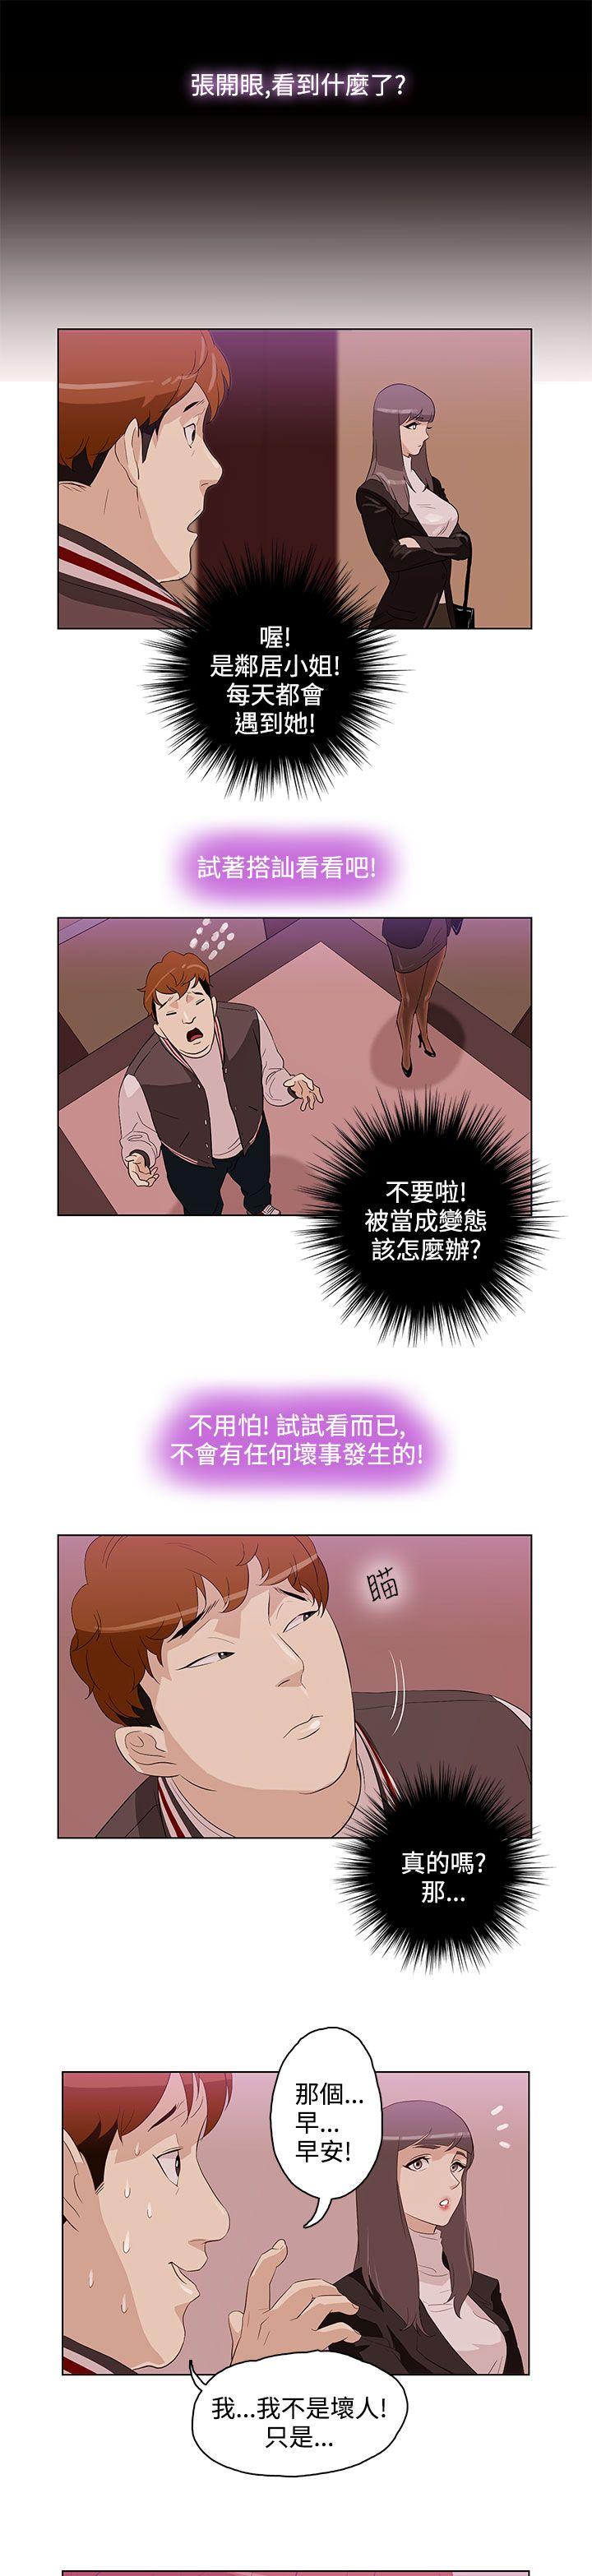 張開眼,看到什麼了?
喔!
是鄰居小姐!
每天都會
遇到她!
試著搭訕看看吧!
不要啦!
被當成變態
該怎麼辦?
不用怕! 試試看而已,
不會有任何壞事發生的!
瞄
真的嗎?
那...
那個...
早...
早安!
我...我不是壞人!
只是...